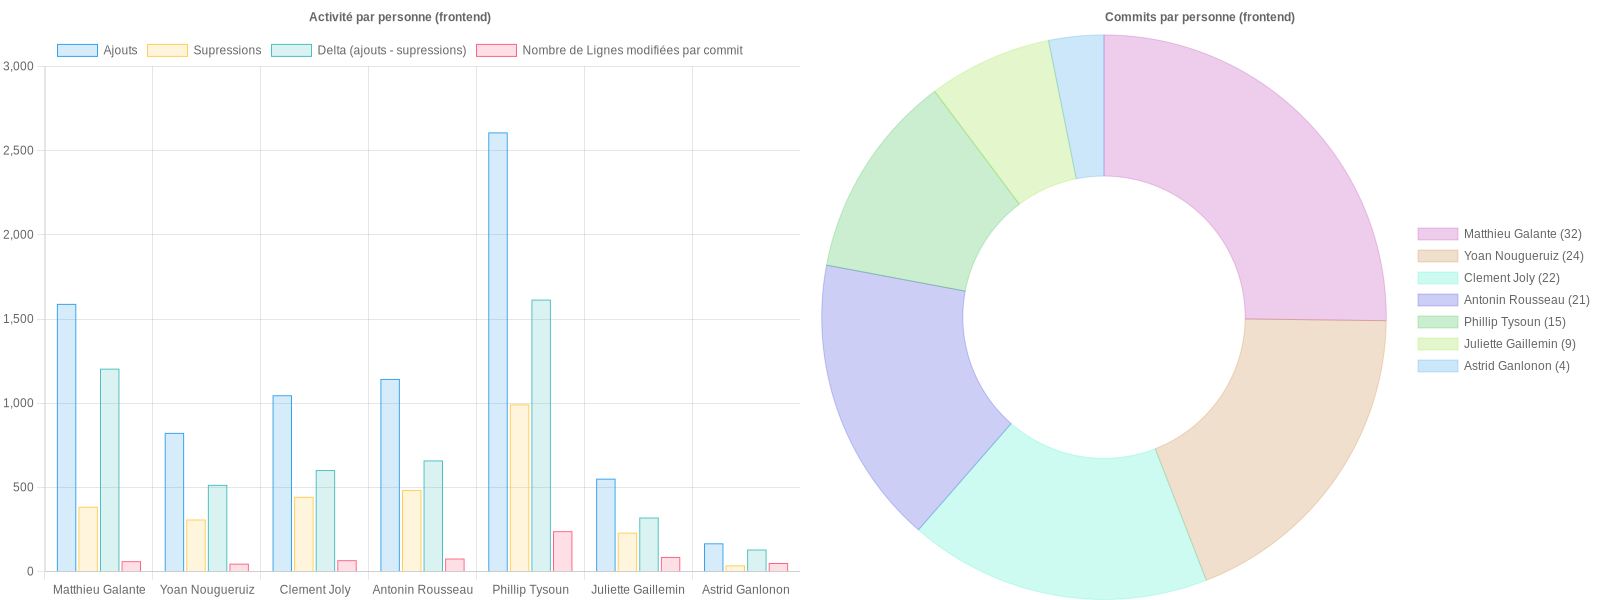 Activité par personne (frontend)
Ajouts Supressions Delta (ajouts - supressions) Nombre de Lignes modifiées par commit
3,000
2,500
2,000
1,500
1,000
500
0
Matthieu Galante Yoan Nougueruiz Clement Joly Antonin Rousseau Phillip Tysoun Juliette Gaillemin Astrid Ganlonon
Commits par personne (frontend)
Matthieu Galante (32)
Yoan Nougueruiz (24)
Clement Joly (22)
Antonin Rousseau (21)
Phillip Tysoun (15)
Juliette Gaillemin (9)
Astrid Ganlonon (4)